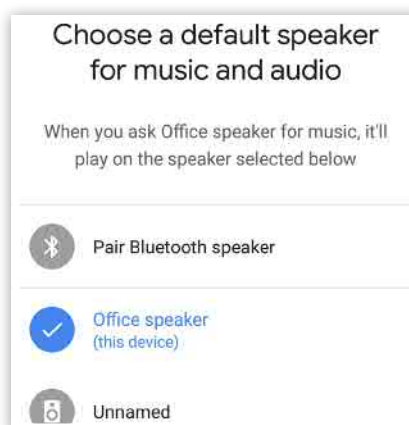 Choose a default speaker
for music and audio
When you ask Office speaker for music, it'll
play on the speaker selected below
Pair Bluetooth speaker
Office speaker
(this device)
Unnamed